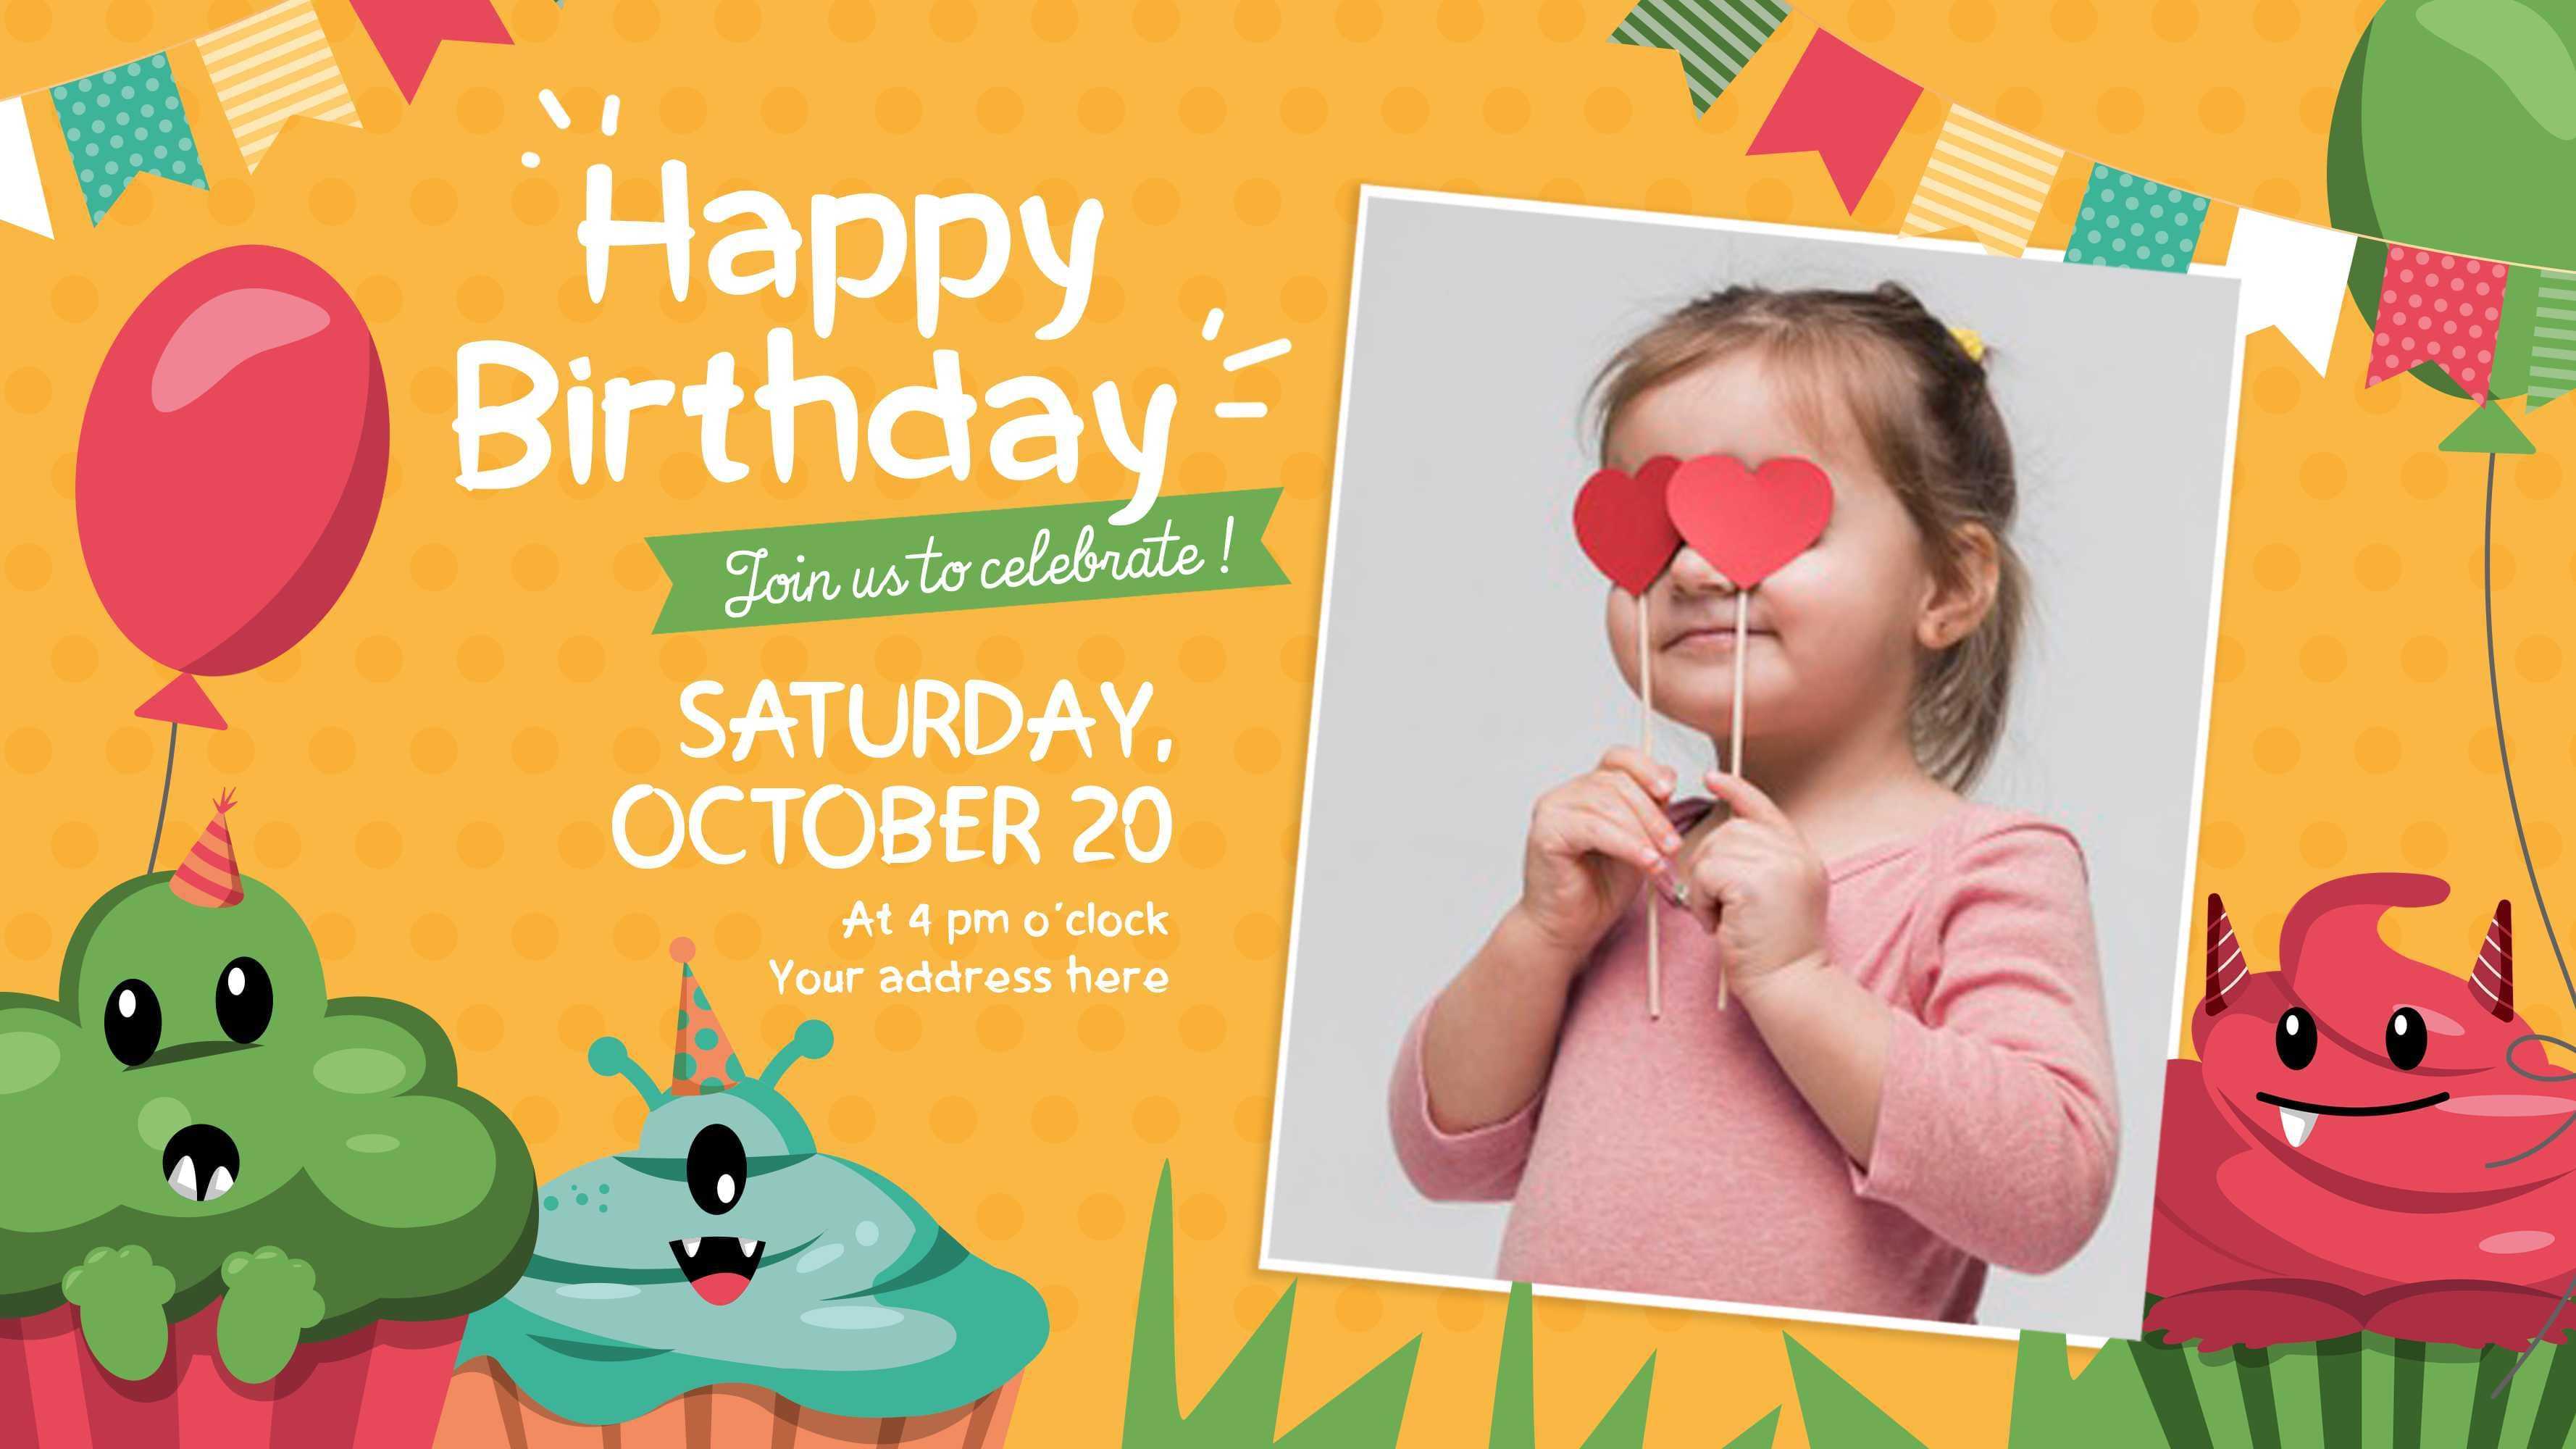 Happy
Birthday
Join us to celebrate !
SATURDAY,
OCTOBER 20
At 4 pm o'clock
Your address here